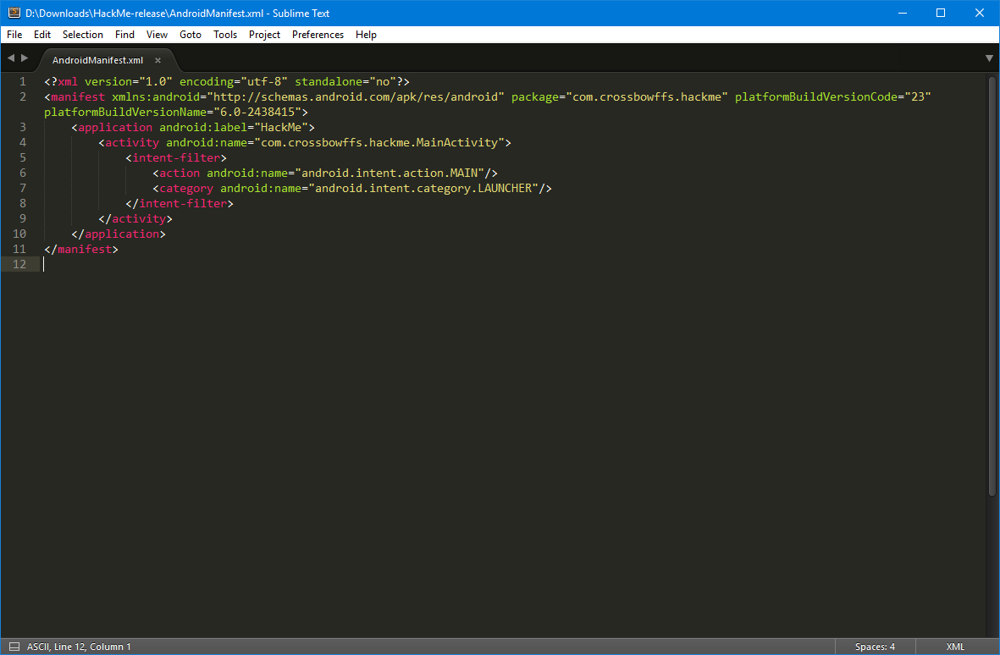 D:\Downloads\HackMe-release\AndroidManifest.xml - Sublime Text
File Edit Selection Find View Goto Tools Project Preferences Help
AndroidManifest.xml ×
1 <?xml version="1.0" encoding="utf-8" standalone="no"?>
2 <manifest xmlns:android="http://schemas.android.com/apk/res/android" package="com.crossbowffs.hackme" platformBuildVersionCode="23"
platformBuildVersionName="6.0-2438415">
3     <application android:label="HackMe">
4         <activity android:name="com.crossbowffs.hackme.MainActivity">
5             <intent-filter>
6                 <action android:name="android.intent.action.MAIN"/>
7                 <category android:name="android.intent.category.LAUNCHER"/>
8             </intent-filter>
9         </activity>
10     </application>
11 </manifest>
12
ASCII, Line 12, Column 1 Spaces: 4 XML